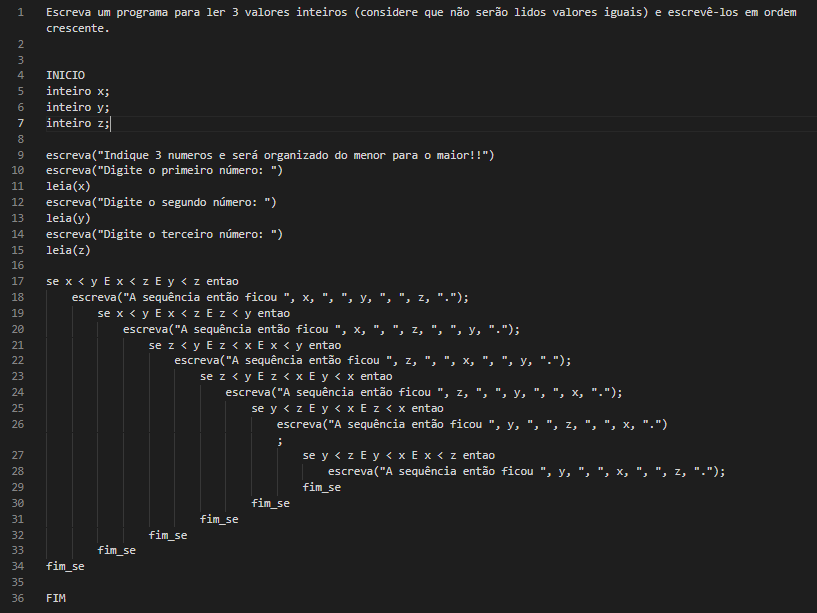 1 Escreva um programa para ler 3 valores inteiros (considere que não serão lidos valores iguais) e escrevê-los em ordem
crescente.
2
3
4 INICIO
5 inteiro x;
6 inteiro y;
7 inteiro z;
8
9 escreva("Indique 3 numeros e será organizado do menor para o maior!!")
10 escreva("Digite o primeiro número: ")
11 leia(x)
12 escreva("Digite o segundo número: ")
13 leia(y)
14 escreva("Digite o terceiro número: ")
15 leia(z)
16
17 se x < y E x < z E y < z entao
18 escreva("A sequência então ficou ", x, ", ", y, ", ", z, ".");
19 se x < y E x < z E z < y entao
20 escreva("A sequência então ficou ", x, ", ", z, ", ", y, ".");
21 se z < y E z < x E x < y entao
22 escreva("A sequência então ficou ", z, ", ", x, ", ", y, ".");
23 se z < y E z < x E y < x entao
24 escreva("A sequência então ficou ", z, ", ", y, ", ", x, ".");
25 se y < z E y < x E z < x entao
26 escreva("A sequência então ficou ", y, ", ", z, ", ", x, ".")
;
27 se y < z E y < x E x < z entao
28 escreva("A sequência então ficou ", y, ", ", x, ", ", z, ".");
29 fim_se
30 fim_se
31 fim_se
32 fim_se
33 fim_se
34 fim_se
35
36 FIM